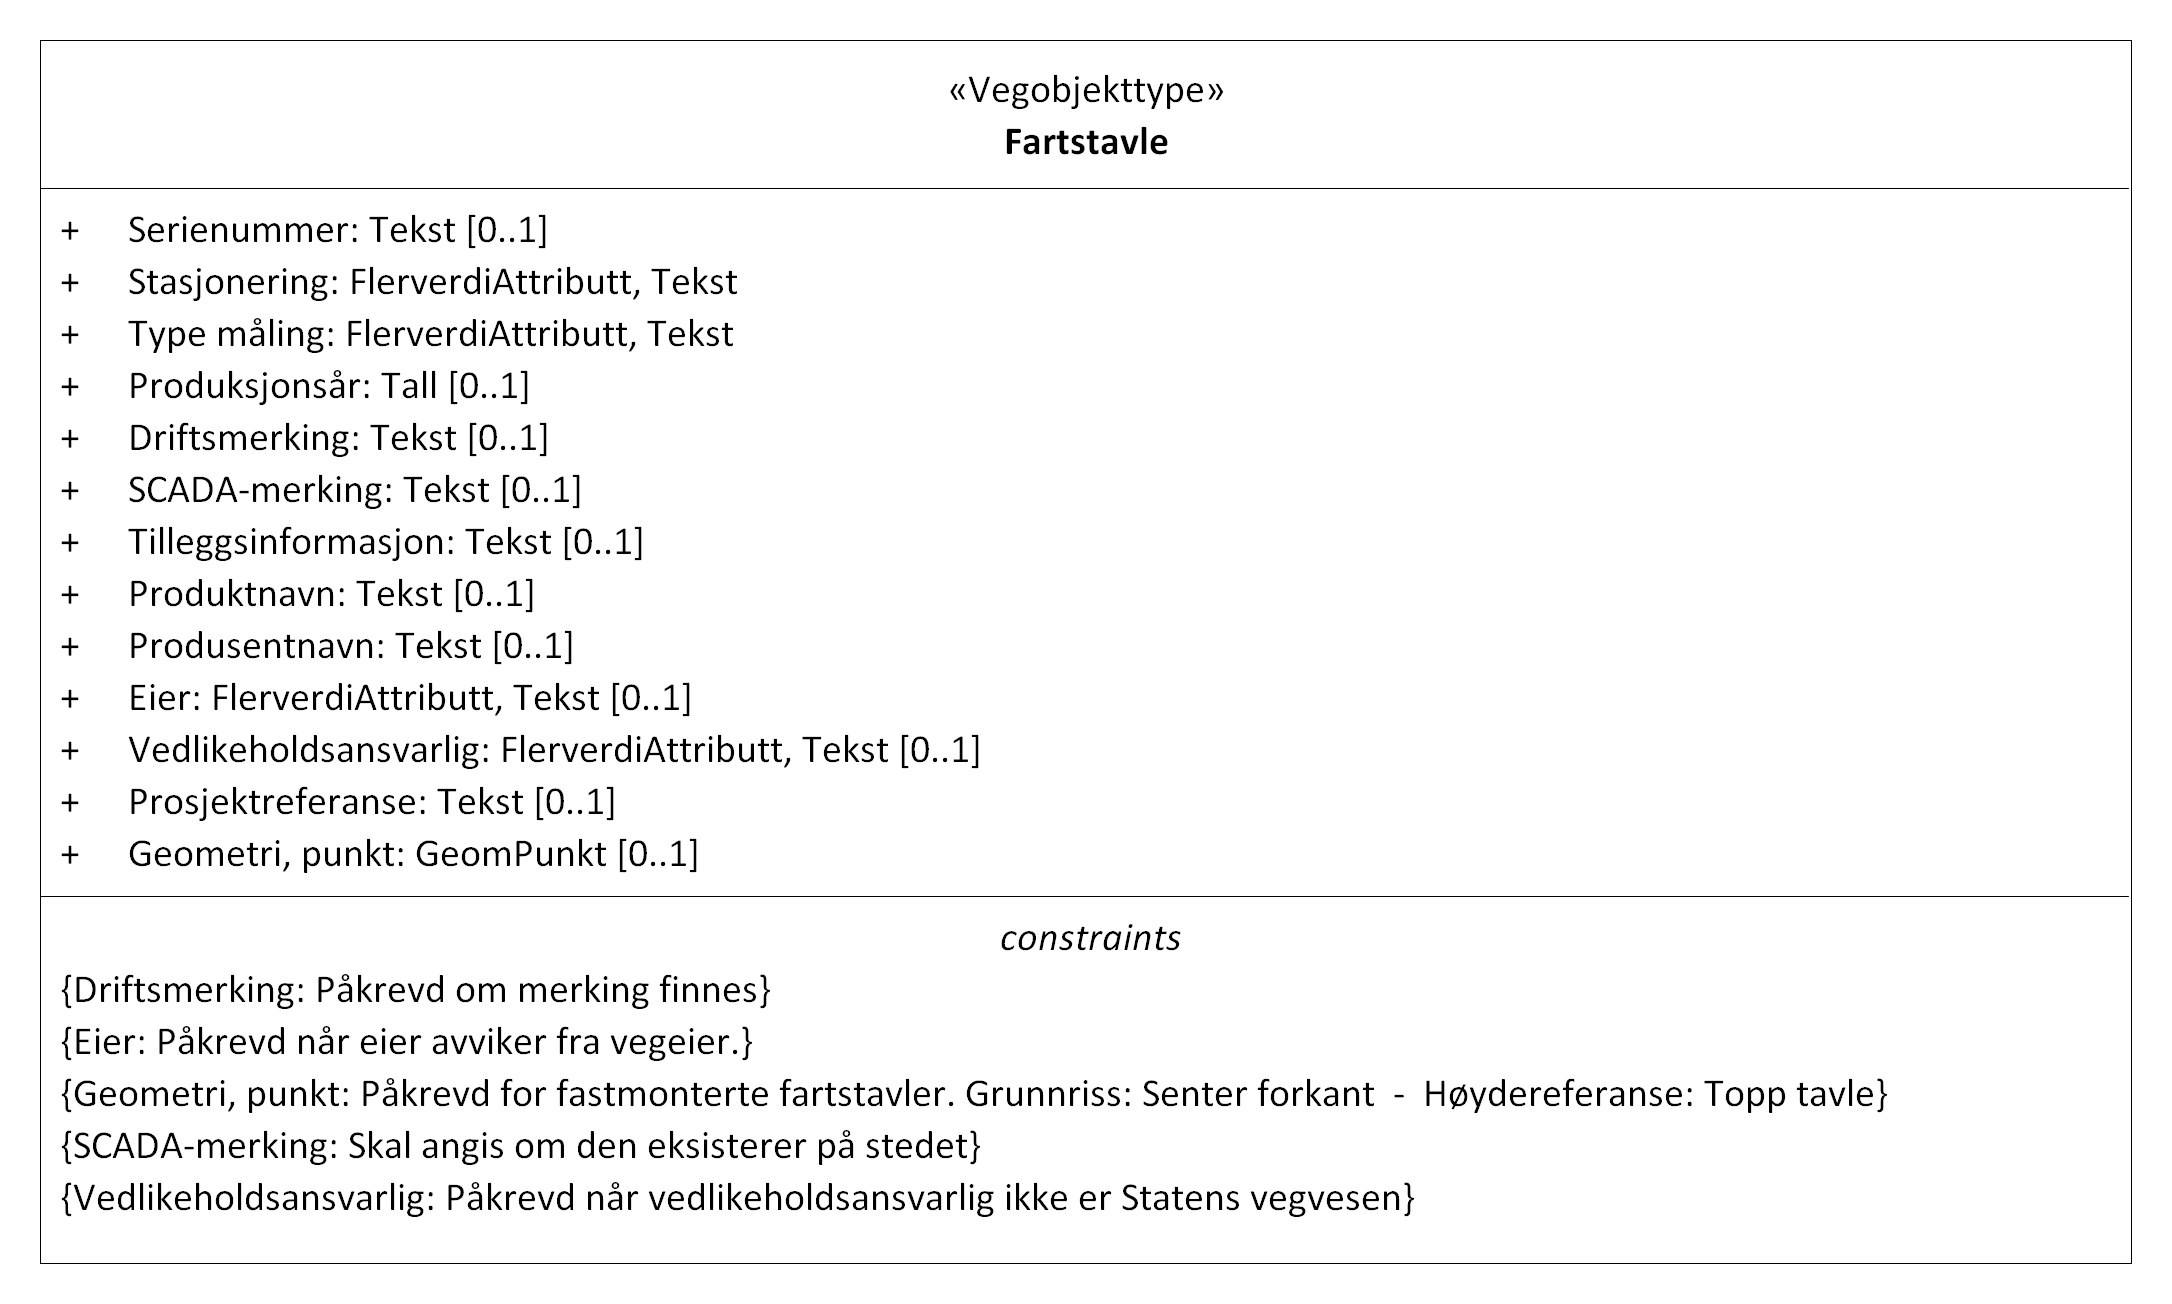 «Vegobjekttype»
Fartstavle
+ Serienummer: Tekst [0..1]
+ Stasjonering: FlerverdiAttributt, Tekst
+ Type måling: FlerverdiAttributt, Tekst
+ Produksjonsår: Tall [0..1]
+ Driftsmerking: Tekst [0..1]
+ SCADA-merking: Tekst [0..1]
+ Tilleggsinformasjon: Tekst [0..1]
+ Produktnavn: Tekst [0..1]
+ Produsentnavn: Tekst [0..1]
+ Eier: FlerverdiAttributt, Tekst [0..1]
+ Vedlikeholdsansvarlig: FlerverdiAttributt, Tekst [0..1]
+ Prosjektreferanse: Tekst [0..1]
+ Geometri, punkt: GeomPunkt [0..1]
constraints
{Driftsmerking: Påkrevd om merking finnes}
{Eier: Påkrevd når eier avviker fra vegeier.}
{Geometri, punkt: Påkrevd for fastmonterte fartstavler. Grunnriss: Senter forkant - Høydereferanse: Topp tavle}
{SCADA-merking: Skal angis om den eksisterer på stedet}
{Vedlikeholdsansvarlig: Påkrevd når vedlikeholdsansvarlig ikke er Statens vegvesen}